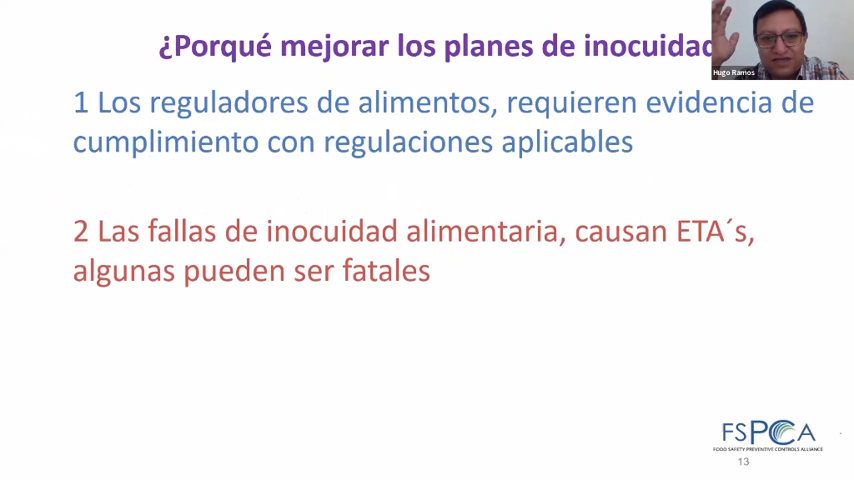 ¿Porqué mejorar los planes de inocuidad
Hugo Ramos
1 Los reguladores de alimentos, requieren evidencia de
cumplimiento con regulaciones aplicables
2 Las fallas de inocuidad alimentaria, causan ETA´s,
algunas pueden ser fatales
FSPCA
FOOD SAFETY PREVENTIVE CONTROLS ALLIANCE
13